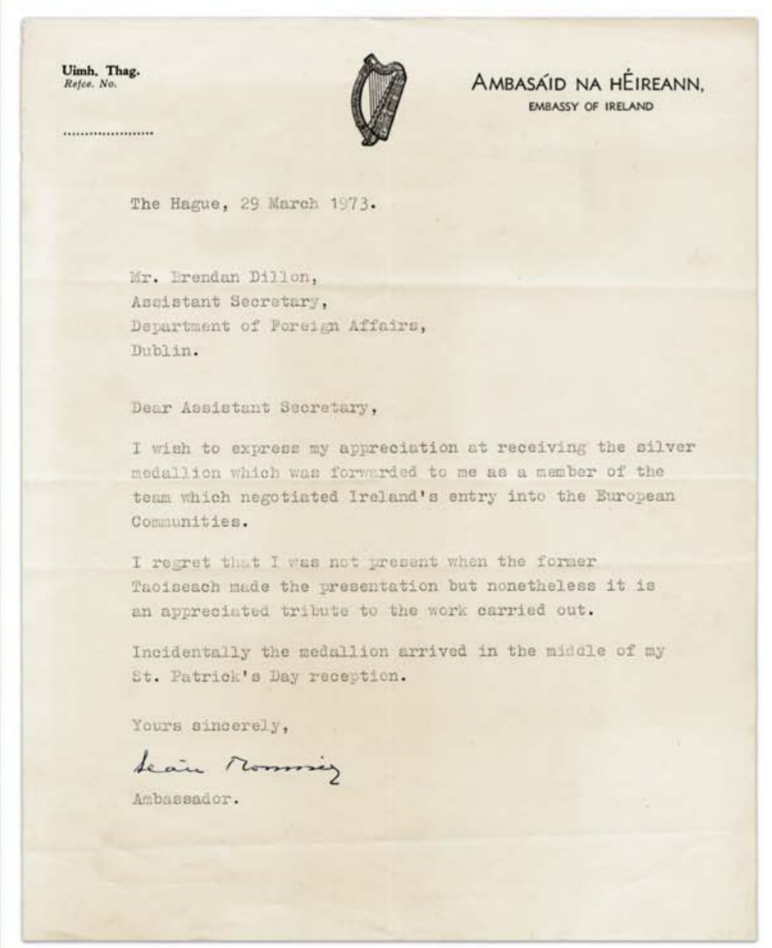 Uimh. Thag.
Refce. No.
....................
AMBASÁID NA HÉIREANN,
EMBASSY OF IRELAND
The Hague, 29 March 1973.
Mr. Brendan Dillon,
Assistant Secretary,
Department of Foreign Affairs,
Dublin.
Dear Assistant Secretary,
I wish to express my appreciation at receiving the silver
medallion which was forwarded to me as a member of the
team which negotiated Ireland's entry into the European
Communities.
I regret that I was not present when the former
Taoiseach made the presentation but nonetheless it is
an appreciated tribute to the work carried out.
Incidentally the medallion arrived in the middle of my
St. Patrick's Day reception.
Yours sincerely,
Seán
Ambassador.